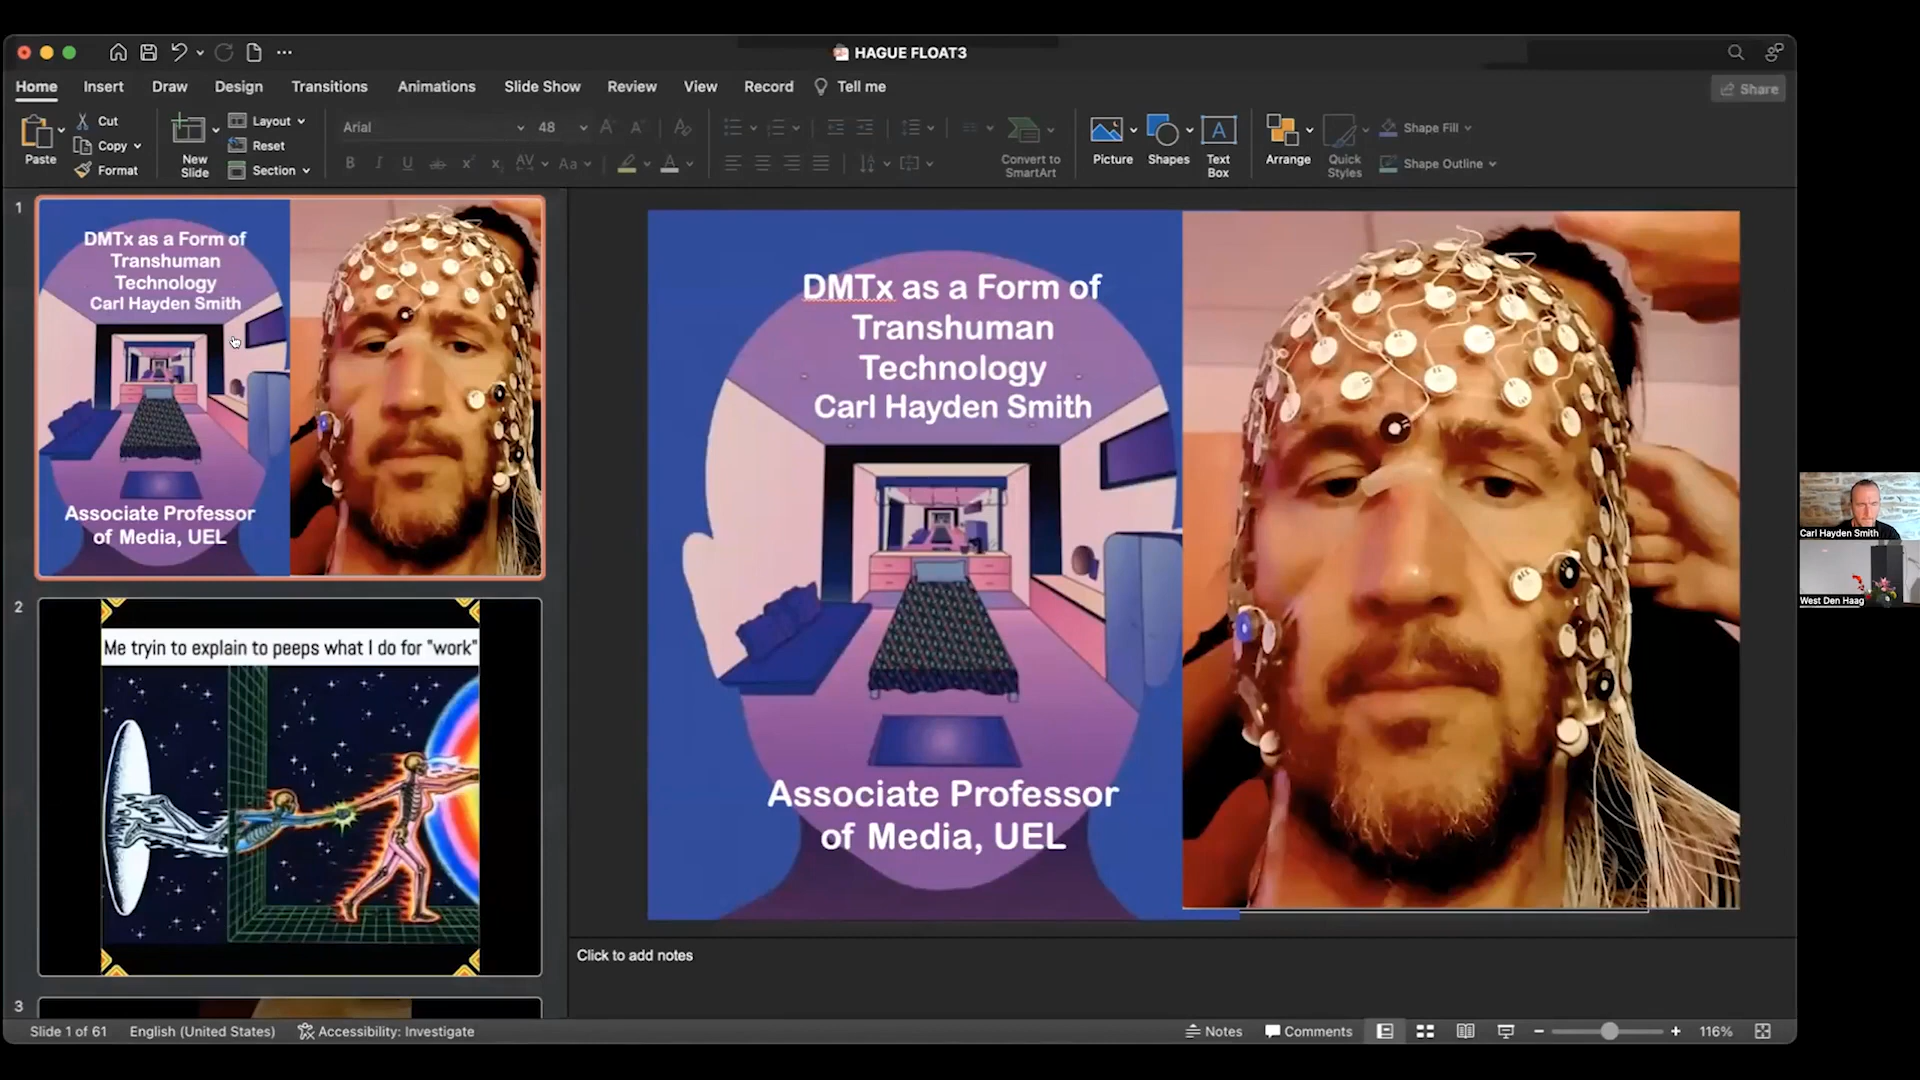 HAGUE FLOAT3
Home Insert Draw Design Transitions Animations Slide Show Review View Record Tell me
Share
Paste
Cut
Copy
Format
New
Slide
Layout
Reset
Section
Arial 48
Convert to
SmartArt
Picture
Shapes
Text
Box
Arrange
Quick
Styles
Shape Fill
Shape Outline
1
DMTx as a Form of
Transhuman
Technology
Carl Hayden Smith
Associate Professor
of Media, UEL
2
Me tryin to explain to peeps what I do for "work"
3
DMTx as a Form of
Transhuman
Technology
Carl Hayden Smith
Associate Professor
of Media, UEL
Click to add notes
Carl Hayden Smith
West Den Haag
Slide 1 of 61 English (United States) Accessibility: Investigate
Notes Comments 116%